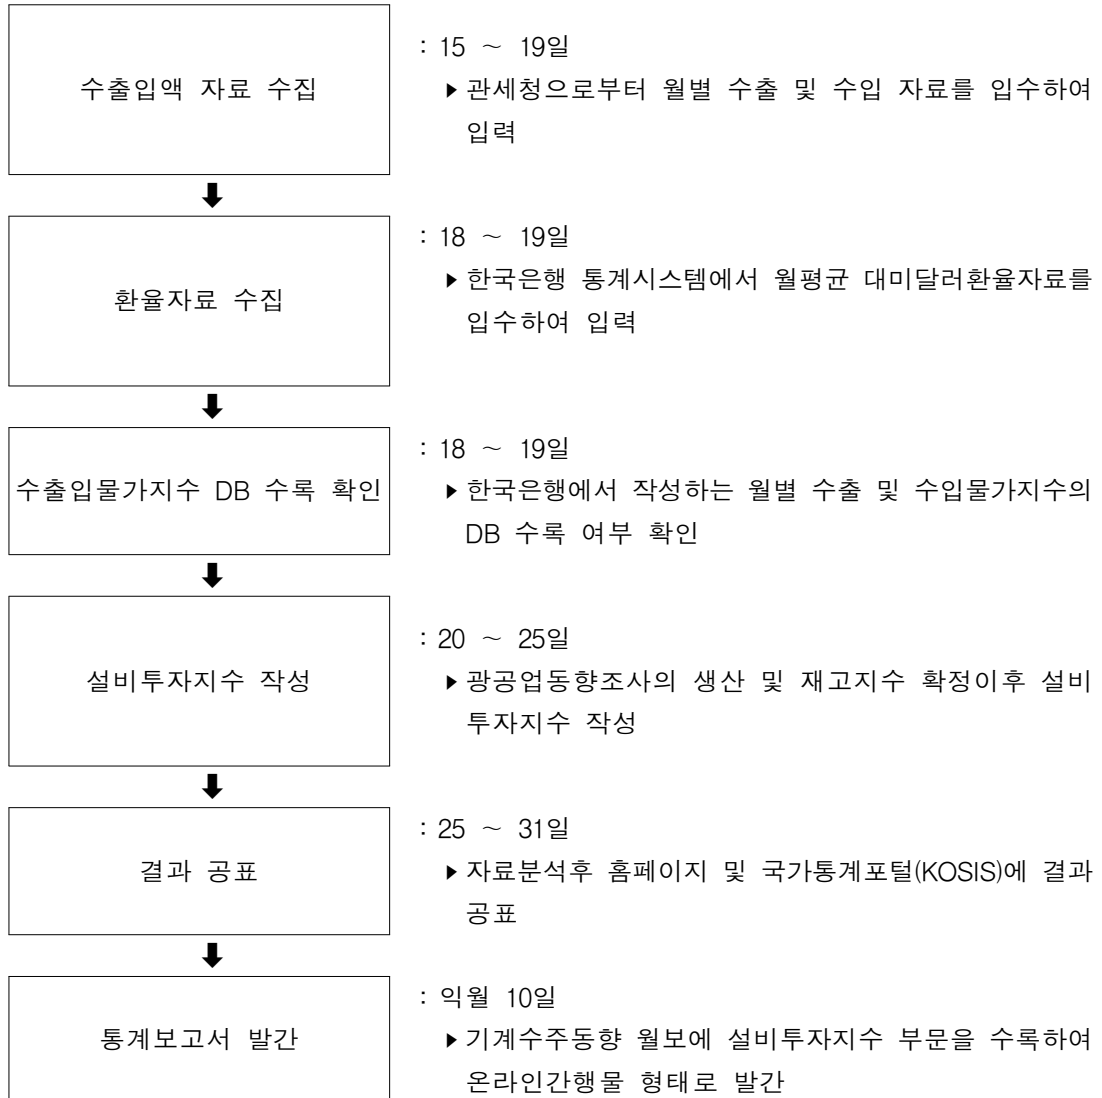 수출입액 자료 수집
: 15 ～ 19일
▶관세청으로부터 월별 수출 및 수입 자료를 입수하여
입력
환율자료 수집
: 18 ～ 19일
▶한국은행 통계시스템에서 월평균 대미달러환율자료를
입수하여 입력
수출입물가지수 DB 수록 확인
: 18 ～ 19일
▶한국은행에서 작성하는 월별 수출 및 수입물가지수의
DB 수록 여부 확인
설비투자지수 작성
: 20 ～ 25일
▶광공업동향조사의 생산 및 재고지수 확정이후 설비
투자지수 작성
결과 공표
: 25 ～ 31일
▶자료분석후 홈페이지 및 국가통계포털(KOSIS)에 결과
공표
통계보고서 발간
: 익월 10일
▶기계수주동향 월보에 설비투자지수 부문을 수록하여
온라인간행물 형태로 발간